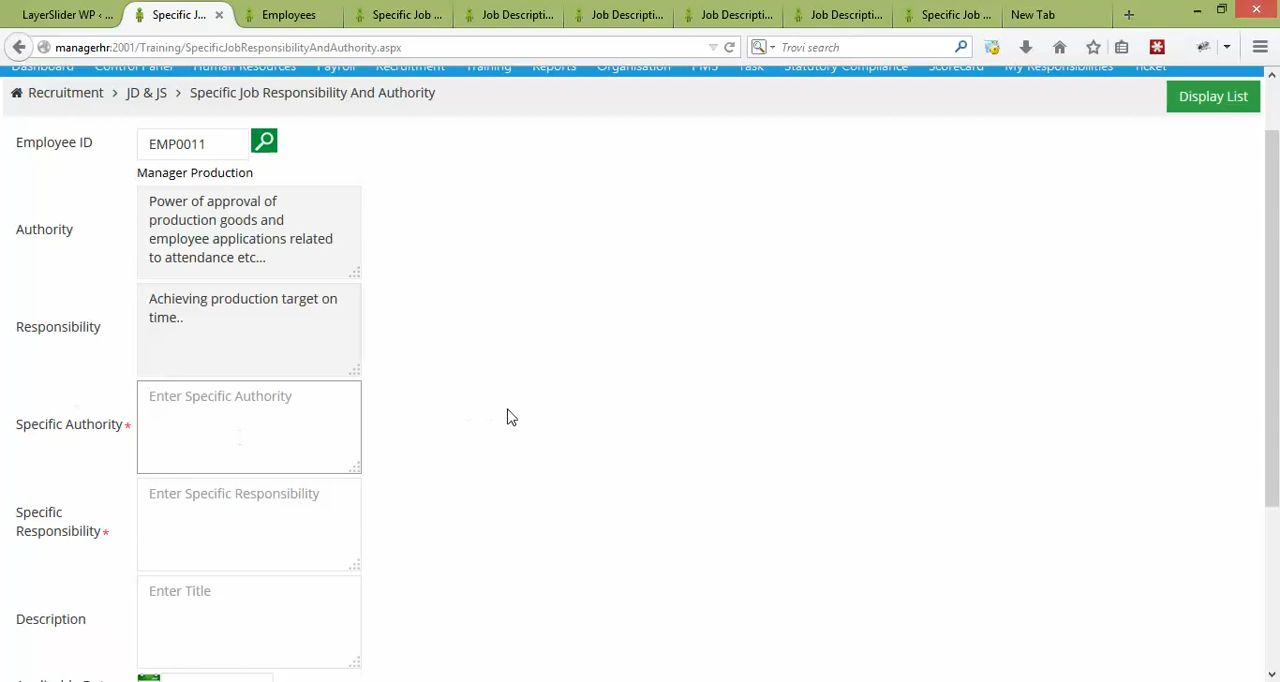 LayerSlider WP ‹ ...
Specific J...
Employees
Specific Job ...
Job Descripti...
Job Descripti...
Job Descripti...
Job Descripti...
Specific Job ...
New Tab
managerhr:2001/Training/SpecificJobResponsibilityAndAuthority.aspx
Trovi search
Dashboard Control Panel Human Resources Payroll Recruitment Training Reports Organisation PMS Task Statutory Compliance Scorecard My Responsibilities Ticket
Recruitment > JD & JS > Specific Job Responsibility And Authority
Display List
Employee ID
EMP0011
Manager Production
Authority
Power of approval of
production goods and
employee applications related
to attendance etc...
Responsibility
Achieving production target on
time..
Specific Authority *
Enter Specific Authority
Specific
Responsibility *
Enter Specific Responsibility
Description
Enter Title